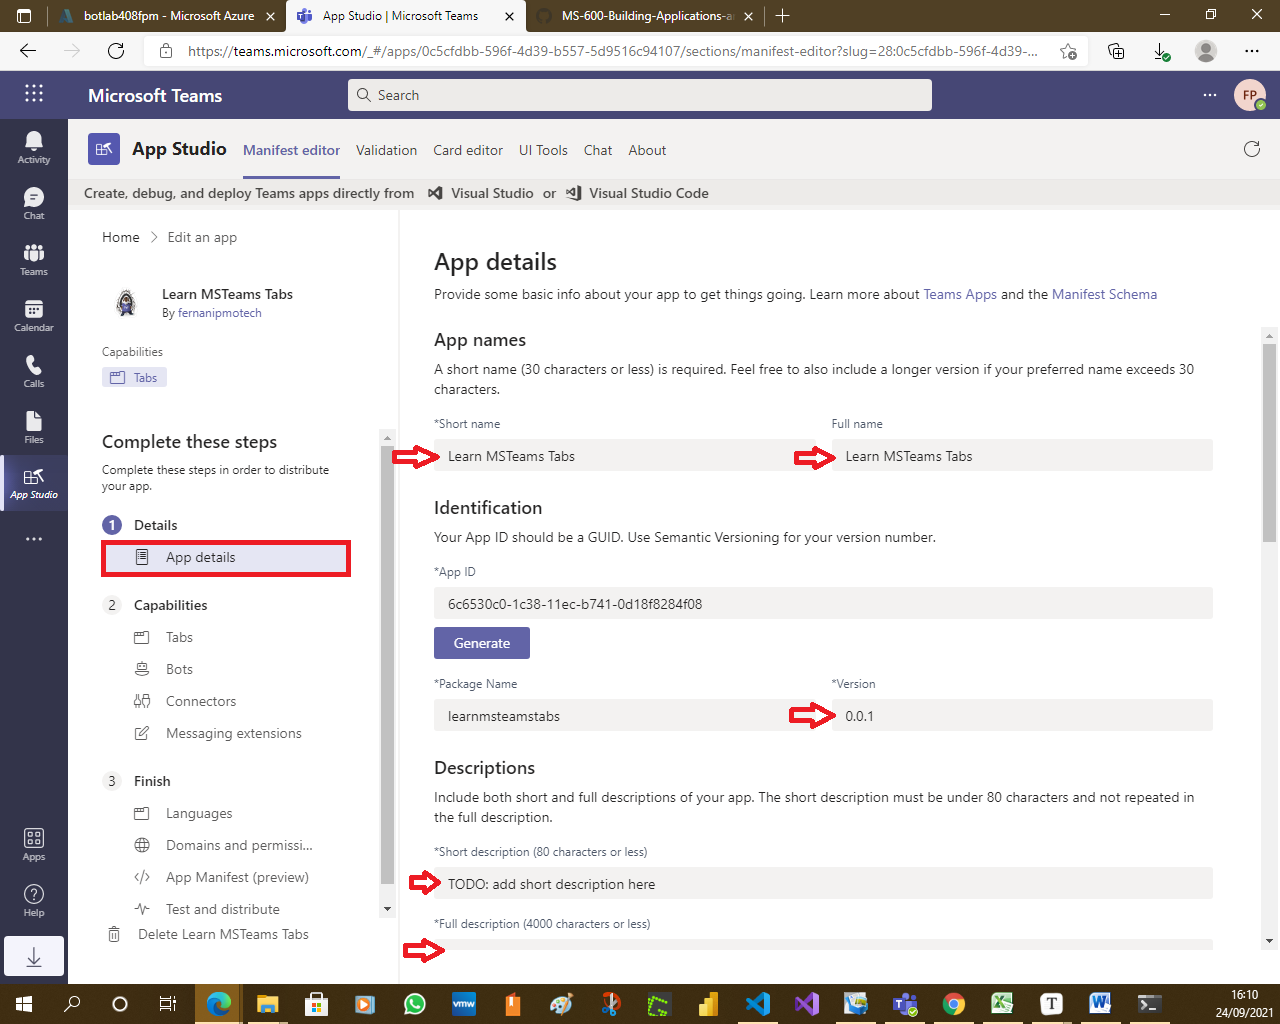 botlab408fpm - Microsoft Azure
App Studio | Microsoft Teams
MS-600-Building-Applications-a
https://teams.microsoft.com/_#/apps/0c5cfdbb-596f-4d39-b557-5d9516c94107/sections/manifest-editor?slug=28:0c5cfdbb-596f-4d39-...
Microsoft Teams
Search
FP
Activity
Chat
Teams
Calendar
Calls
Files
App Studio
Apps
Help
App Studio
Manifest editor Validation Card editor UI Tools Chat About
Create, debug, and deploy Teams apps directly from Visual Studio or Visual Studio Code
Home > Edit an app
Learn MSTeams Tabs
By fernanipmotech
Capabilities
Tabs
Complete these steps
Complete these steps in order to distribute
your app.
1 Details
App details
2 Capabilities
Tabs
Bots
Connectors
Messaging extensions
3 Finish
Languages
Domains and permissi...
App Manifest (preview)
Test and distribute
Delete Learn MSTeams Tabs
App details
Provide some basic info about your app to get things going. Learn more about Teams Apps and the Manifest Schema
App names
A short name (30 characters or less) is required. Feel free to also include a longer version if your preferred name exceeds 30
characters.
*Short name Full name
Learn MSTeams Tabs Learn MSTeams Tabs
Identification
Your App ID should be a GUID. Use Semantic Versioning for your version number.
*App ID
6c6530c0-1c38-11ec-b741-0d18f8284f08
Generate
*Package Name *Version
learnmsteamstabs 0.0.1
Descriptions
Include both short and full descriptions of your app. The short description must be under 80 characters and not repeated in
the full description.
*Short description (80 characters or less)
TODO: add short description here
*Full description (4000 characters or less)
vmw
16:10
24/09/2021